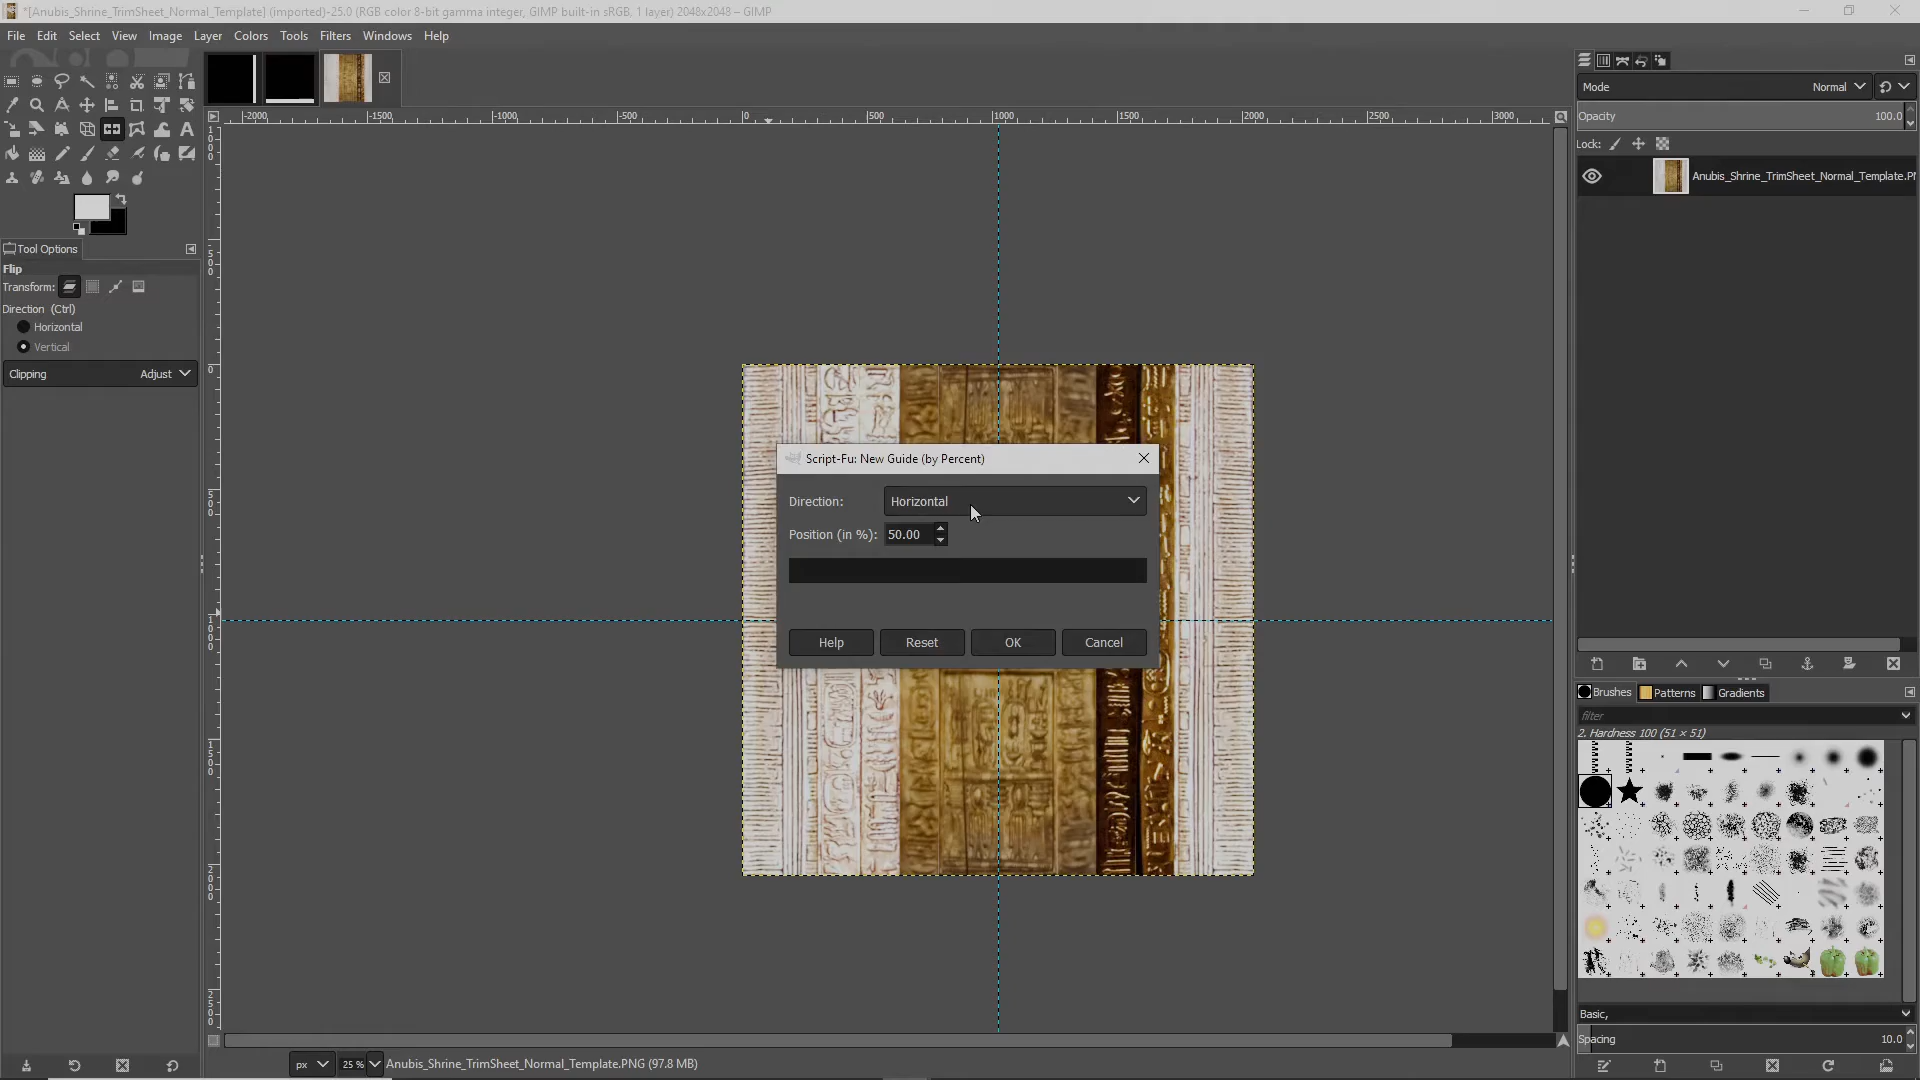 *[Anubis_Shrine_TrimSheet_Normal_Template] (imported)-25.0 (RGB color 8-bit gamma integer, GIMP built-in sRGB, 1 layer) 2048x2048 – GIMP
File Edit Select View Image Layer Colors Tools Filters Windows Help
-2000 -1500 -1000 -500 0 500 1000 1500 2000 2500 3000
Mode Normal
Opacity 100.0
Lock:
Anubis_Shrine_TrimSheet_Normal_Template.PN
Tool Options
Flip
Transform:
Direction (Ctrl)
Horizontal
Vertical
Clipping Adjust
Script-Fu: New Guide (by Percent)
Direction: Horizontal
Position (in %): 50.00
Help Reset OK Cancel
Brushes Patterns Gradients
filter
2. Hardness 100 (51 × 51)
Basic,
Spacing 10.0
px 25 % Anubis_Shrine_TrimSheet_Normal_Template.PNG (97.8 MB)